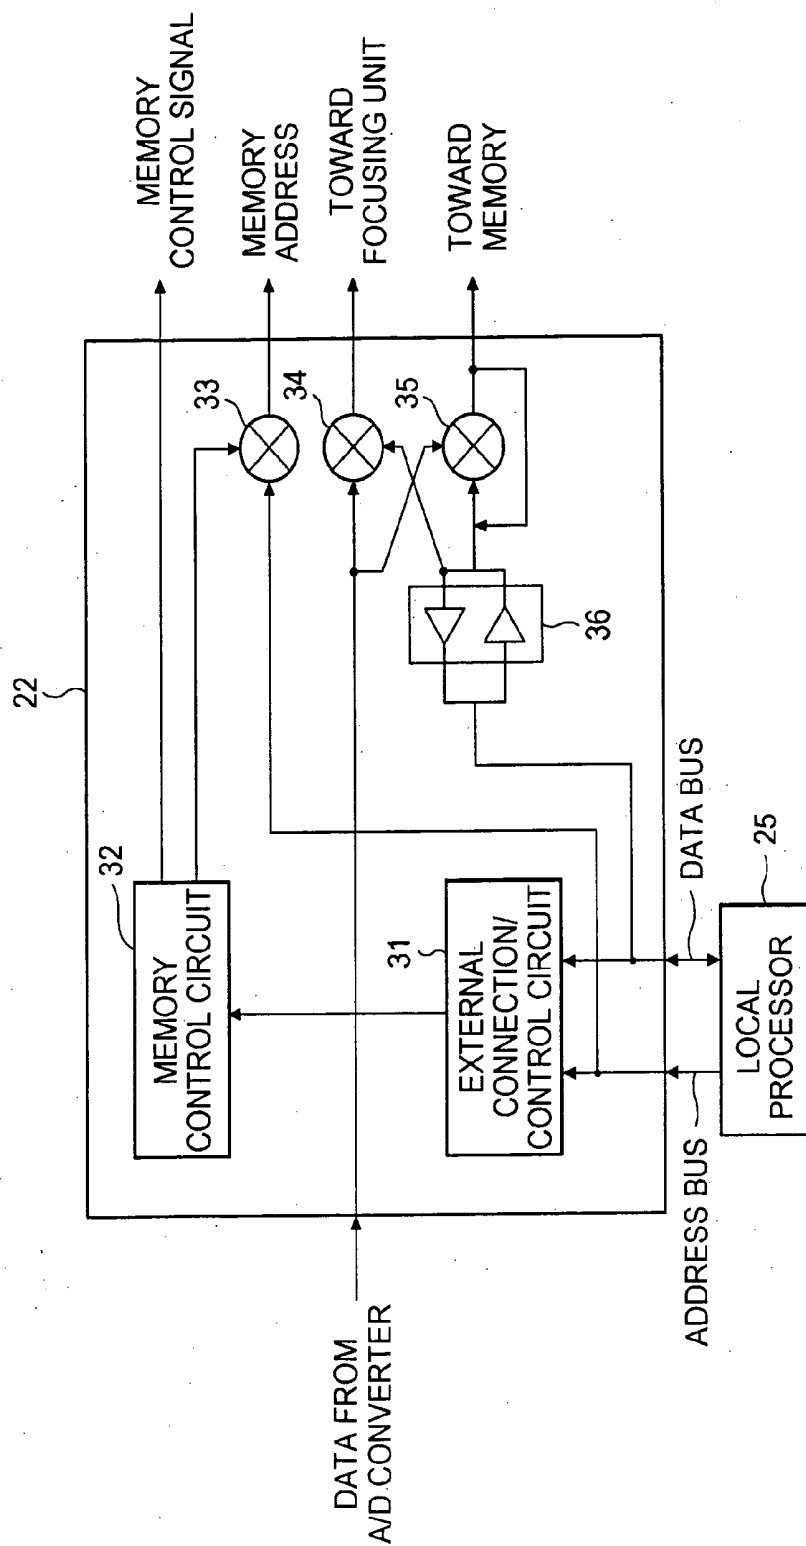 22
MEMORY
CONTROL SIGNAL
MEMORY
ADDRESS
TOWARD
FOCUSING UNIT
TOWARD
MEMORY
32
MEMORY
CONTROL CIRCUIT
33
34
35
36
31
EXTERNAL
CONNECTION/
CONTROL CIRCUIT
DATA FROM
A/D CONVERTER
ADDRESS BUS
DATA BUS
25
LOCAL
PROCESSOR